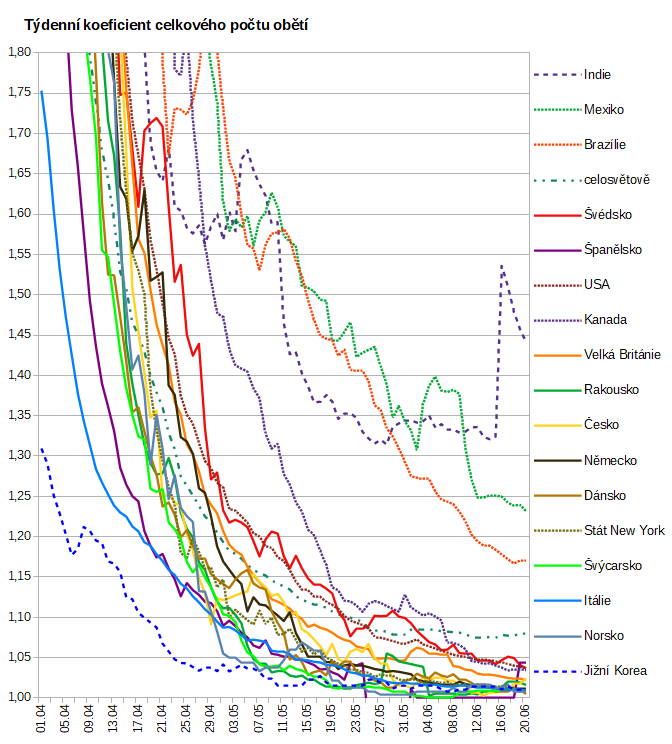 Týdenní koeficient celkového počtu obětí
1,80
1,75
1,70
1,65
1,60
1,55
1,50
1,45
1,40
1,35
1,30
1,25
1,20
1,15
1,10
1,05
1,00
01.04
05.04
09.04
13.04
17.04
21.04
25.04
29.04
03.05
07.05
11.05
15.05
19.05
23.05
27.05
31.05
04.06
08.06
12.06
16.06
20.06
Indie
Mexiko
Brazílie
celosvětově
Švédsko
Španělsko
USA
Kanada
Velká Británie
Rakousko
Česko
Německo
Dánsko
Stát New York
Švýcarsko
Itálie
Norsko
Jižní Korea